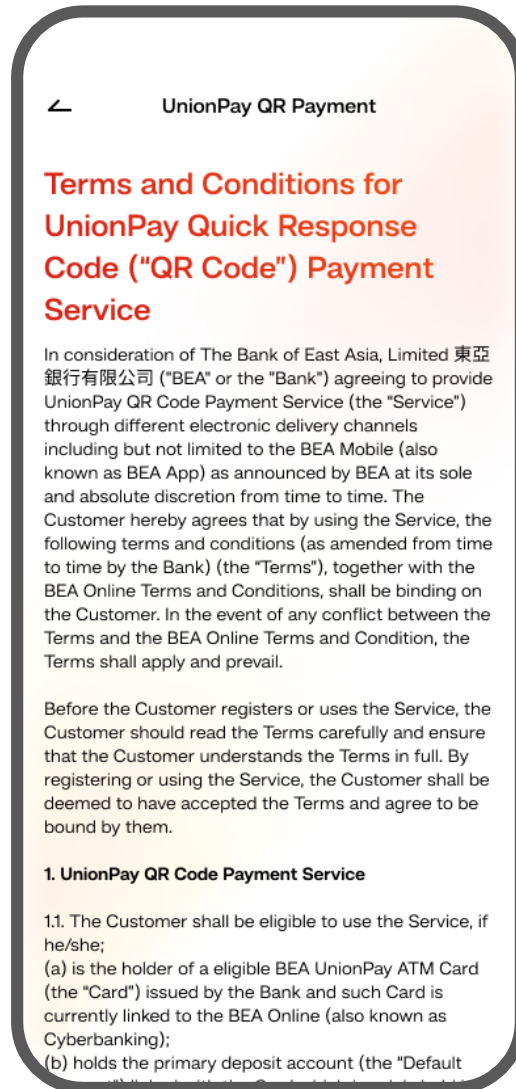 UnionPay QR Payment
Terms and Conditions for
UnionPay Quick Response
Code (“QR Code”) Payment
Service
In consideration of The Bank of East Asia, Limited 東亞
銀行有限公司 ("BEA" or the "Bank") agreeing to provide
UnionPay QR Code Payment Service (the "Service")
through different electronic delivery channels
including but not limited to the BEA Mobile (also
known as BEA App) as announced by BEA at its sole
and absolute discretion from time to time. The
Customer hereby agrees that by using the Service, the
following terms and conditions (as amended from time
to time by the Bank) (the “Terms”), together with the
BEA Online Terms and Conditions, shall be binding on
the Customer. In the event of any conflict between the
Terms and the BEA Online Terms and Condition, the
Terms shall apply and prevail.
Before the Customer registers or uses the Service, the
Customer should read the Terms carefully and ensure
that the Customer understands the Terms in full. By
registering or using the Service, the Customer shall be
deemed to have accepted the Terms and agree to be
bound by them.
1. UnionPay QR Code Payment Service
1.1. The Customer shall be eligible to use the Service, if
he/she;
(a) is the holder of a eligible BEA UnionPay ATM Card
(the “Card”) issued by the Bank and such Card is
currently linked to the BEA Online (also known as
Cyberbanking);
(b) holds the primary deposit account (the “Default